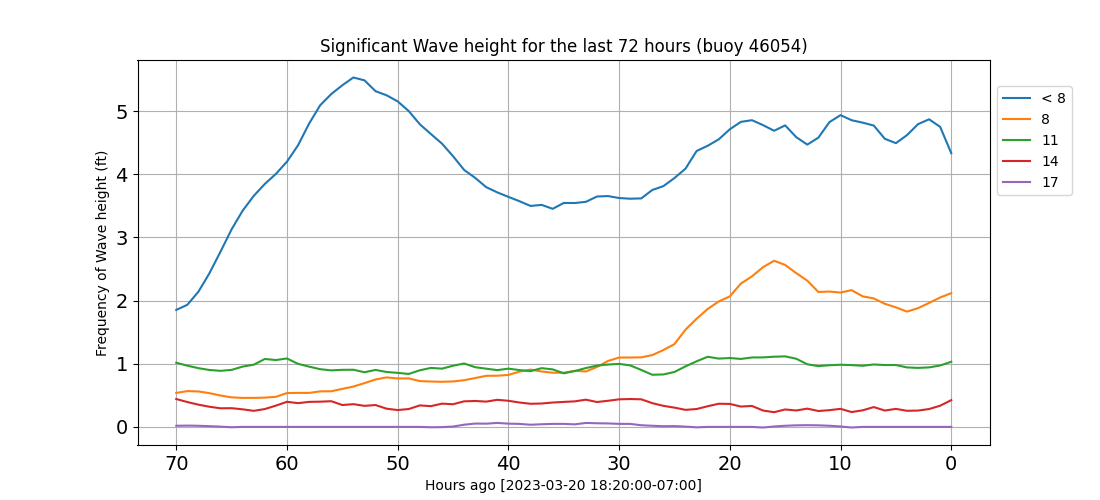 Significant Wave height for the last 72 hours (buoy 46054)
Frequency of Wave height (ft)
5
4
3
2
1
0
70 60 50 40 30 20 10 0
Hours ago [2023-03-20 18:20:00-07:00]
< 8
8
11
14
17